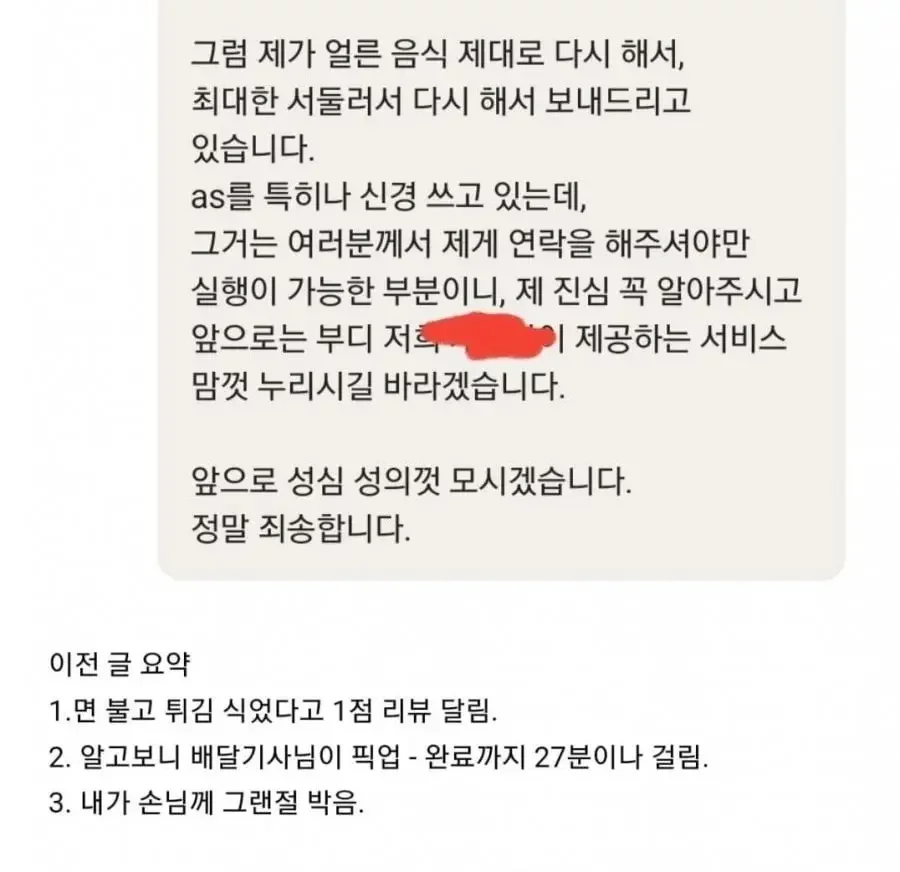 그럼 제가 얼른 음식 제대로 다시 해서,
최대한 서둘러서 다시 해서 보내드리고
있습니다.
as를 특히나 신경 쓰고 있는데,
그거는 여러분께서 제게 연락을 해주셔야만
실행이 가능한 부분이니, 제 진심 꼭 알아주시고
앞으로는 부디 저희 이 제공하는 서비스
맘껏 누리시길 바라겠습니다.
앞으로 성심 성의껏 모시겠습니다.
정말 죄송합니다.
이전 글 요약
1.면 불고 튀김 식었다고 1점 리뷰 달림.
2. 알고보니 배달기사님이 픽업 - 완료까지 27분이나 걸림.
3. 내가 손님께 그랜절 박음.